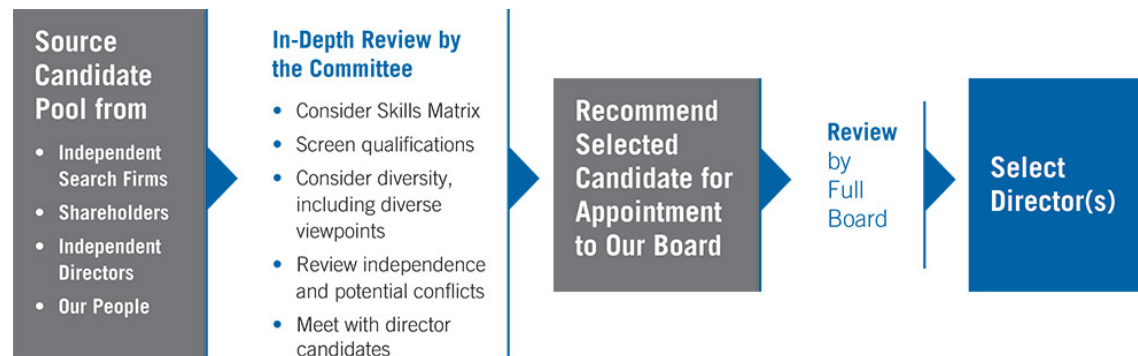 Source
Candidate
Pool from
• Independent
Search Firms
• Shareholders
• Independent
Directors
• Our People
In-Depth Review by
the Committee
• Consider Skills Matrix
• Screen qualifications
• Consider diversity,
including diverse
viewpoints
• Review independence
and potential conflicts
• Meet with director
candidates
Recommend
Selected
Candidate for
Appointment
to Our Board
Review
by
Full
Board
Select
Director(s)